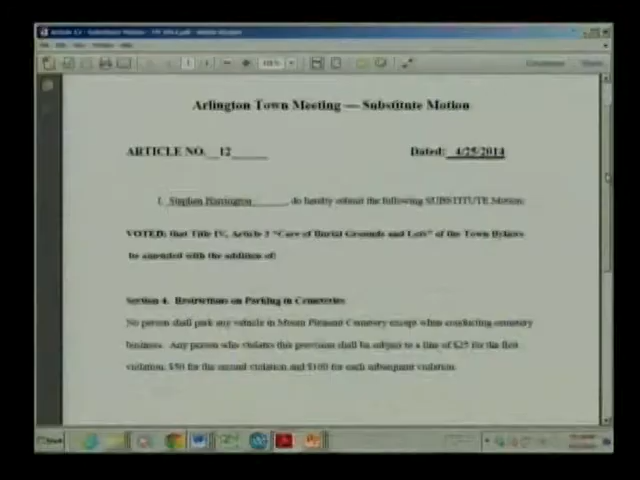 Arlington Town Meeting — Substitute Motion
ARTICLE NO. 12
Dated: 4/25/2014
I, Stephen Harrington, do hereby submit the following SUBSTITUTE Motion:
VOTED: that Title IV, Article 3 "Care of Burial Grounds and Lots" of the Town Bylaws
be amended with the addition of:
Section 4. Restrictions on Parking in Cemeteries
No person shall park any vehicle in Mount Pleasant Cemetery except when conducting cemetery
business. Any person who violates this provision shall be subject to a fine of $25 for the first
violation, $50 for the second violation and $100 for each subsequent violation.